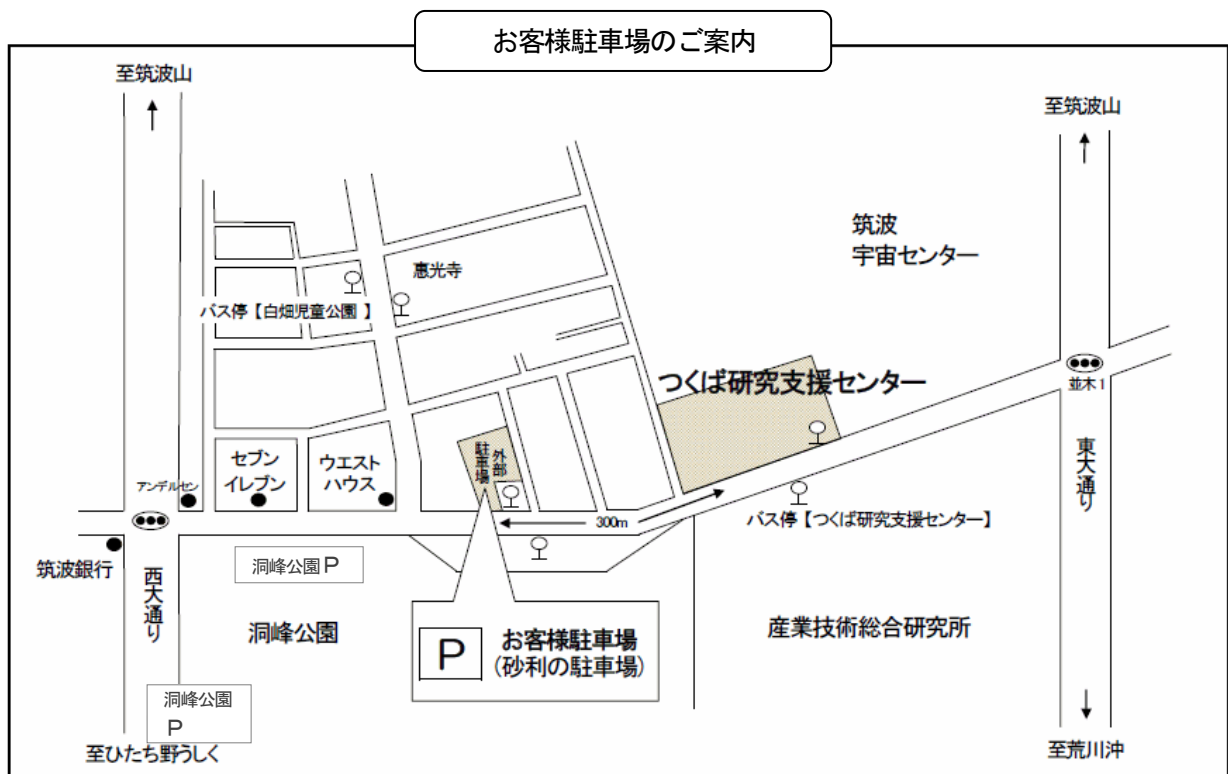 お客様駐車場のご案内
至筑波山
至筑波山
筑波
宇宙センター
惠光寺
バス停【白畑児童公園 】
つくば研究支援センター
並木1
セブン
イレブン
ウエスト
ハウス
外部
駐車場
アンデルセン
東大通り
300m
バス停【つくば研究支援センター】
筑波銀行
西大通り
洞峰公園 P
洞峰公園
産業技術総合研究所
P
お客様駐車場
(砂利の駐車場)
洞峰公園
P
至ひたち野うしく
至荒川沖